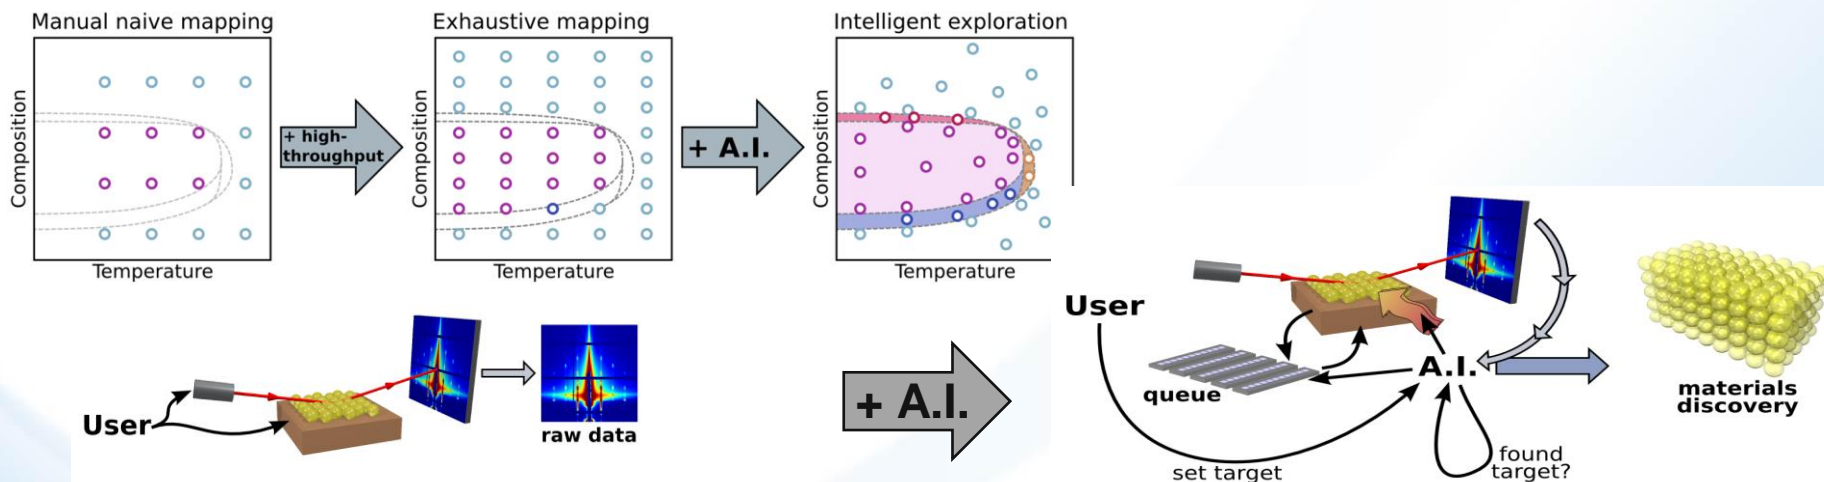 Manual naive mapping
Composition
Temperature
+ high-
throughput
Exhaustive mapping
Composition
Temperature
+ A.I.
Intelligent exploration
Composition
Temperature
User
raw data
+ A.I.
User
queue
A.I.
set target
found
target?
materials
discovery